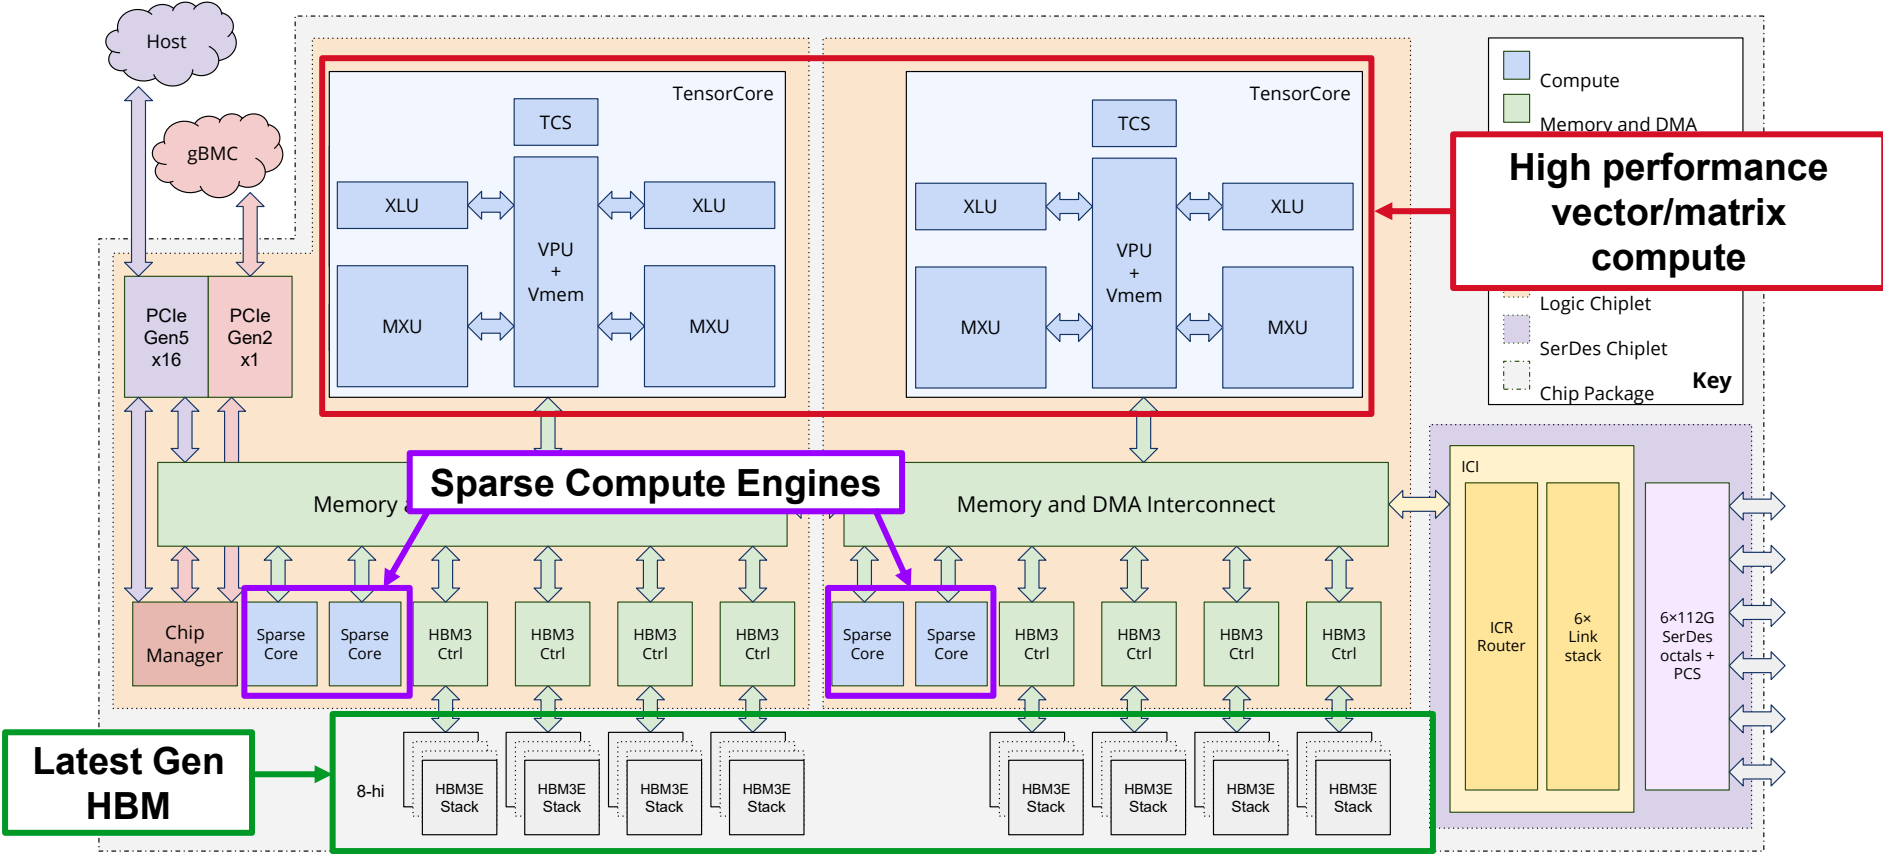 Host
gBMC
PCIe
Gen5
x16
PCIe
Gen2
x1
TensorCore
TCS
XLU
XLU
VPU
+
Vmem
MXU
MXU
TensorCore
TCS
XLU
XLU
VPU
+
Vmem
MXU
MXU
Compute
Memory and DMA
High performance
vector/matrix
compute
Logic Chiplet
SerDes Chiplet
Chip Package
Key
Memory
Sparse Compute Engines
Memory and DMA Interconnect
Chip
Manager
Sparse
Core
Sparse
Core
HBM3
Ctrl
HBM3
Ctrl
HBM3
Ctrl
HBM3
Ctrl
Sparse
Core
Sparse
Core
HBM3
Ctrl
HBM3
Ctrl
HBM3
Ctrl
HBM3
Ctrl
ICI
ICR
Router
6×
Link
stack
6×112G
SerDes
octals +
PCS
Latest Gen
HBM
8-hi
HBM3E
Stack
HBM3E
Stack
HBM3E
Stack
HBM3E
Stack
HBM3E
Stack
HBM3E
Stack
HBM3E
Stack
HBM3E
Stack